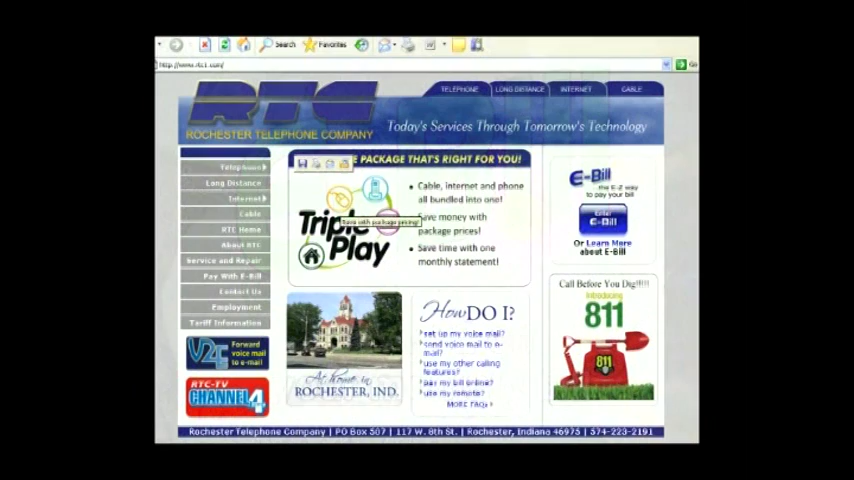 Search
Favorites
Go
RTC
ROCHESTER TELEPHONE COMPANY
TELEPHONE
LONG DISTANCE
INTERNET
CABLE
Today's Services Through Tomorrow's Technology
Telephone
Long Distance
Internet
Cable
RTC Home
About RTC
Service and Repair
Pay With E-Bill
Contact Us
Employment
Tariff Information
V2E
Forward
voice mail
to e-mail
RTC-TV
CHANNEL 4
E PACKAGE THAT'S RIGHT FOR YOU!
Triple
Play
Save with package pricing!
• Cable, internet and phone
all bundled into one!
Save money with
package prices!
• Save time with one
monthly statement!
At home in
ROCHESTER, IND.
How DO I?
set up my voice mail?
send voice mail to e-
mail?
use my other calling
features?
pay my bill online?
use my remote?
MORE FAQs
E-Bill
the E-Z way
to pay your bill
Enter
E-Bill
Or Learn More
about E-Bill
Call Before You Dig!!!!!
Introducing
811
811
Rochester Telephone Company | PO Box 507 | 117 W. 8th St. | Rochester, Indiana 46975 | 574-223-2191